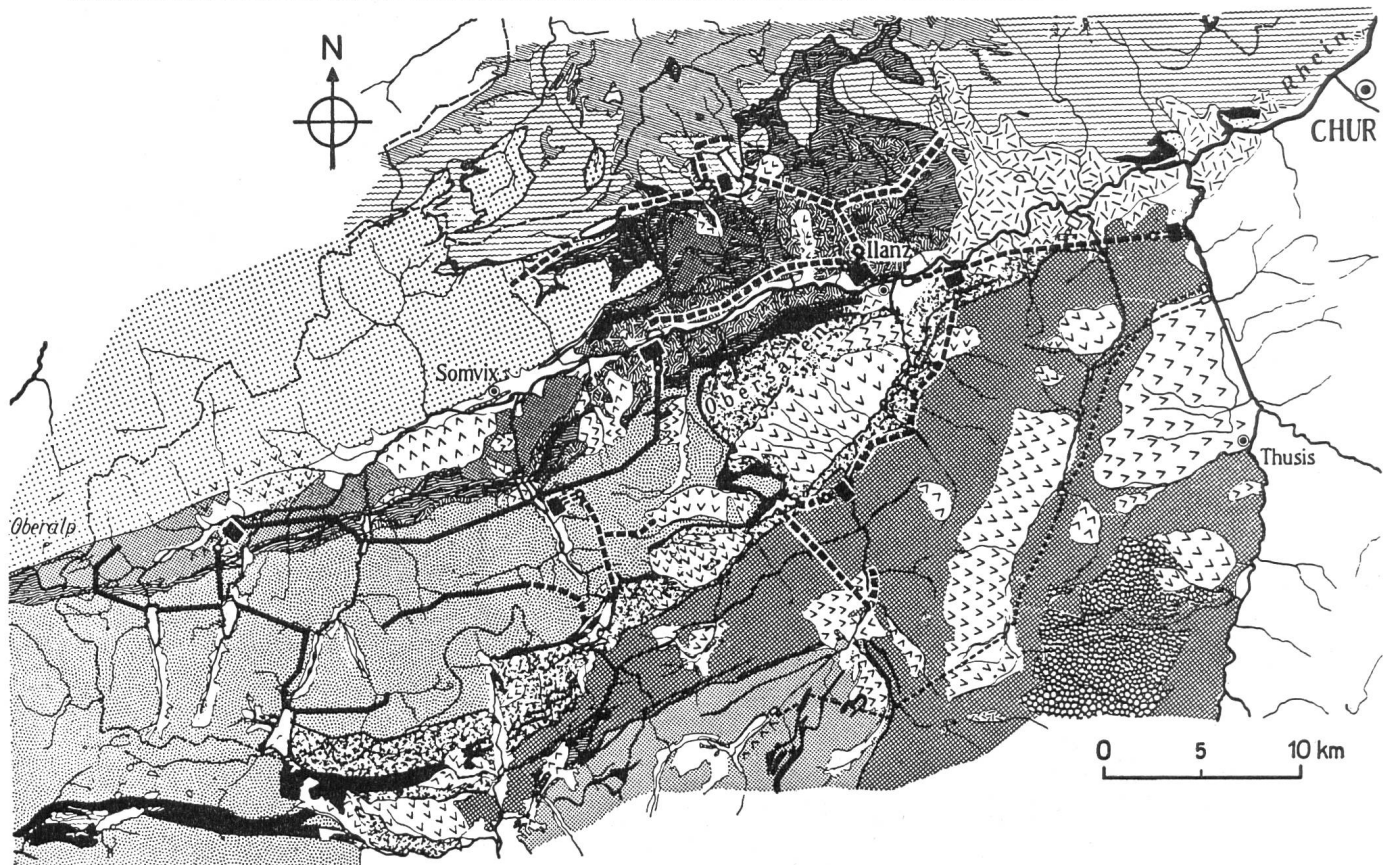 N
Rhein
CHUR
Ilanz
Somvix
Obersaxen
Thusis
Oberalp
0 5 10 km